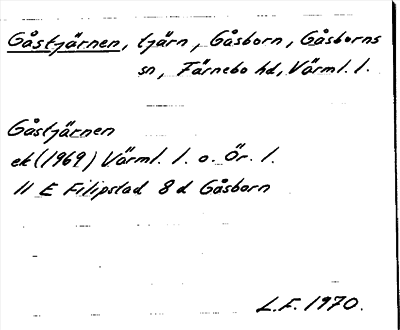 Gåstjärnen, tjärn, Gåsborn, Gåsborns
sn, Färnebo hd, Värml. l.
Gåstjärnen
ek (1969) Värml. l. o. Ör. l.
11 E Filipstad 8 d Gåsborn
L.F. 1970.